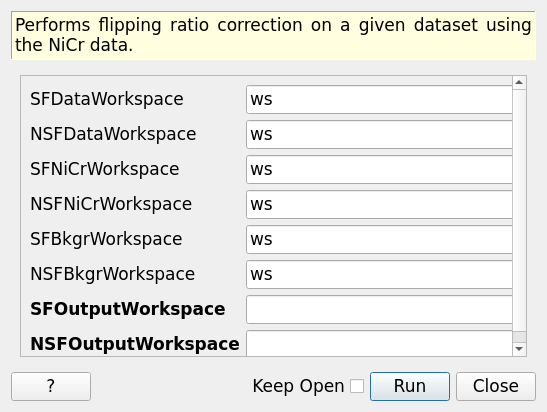 Performs flipping ratio correction on a given dataset using
the NiCr data.
SFDataWorkspace ws
NSFDataWorkspace ws
SFNiCrWorkspace ws
NSFNiCrWorkspace ws
SFBkgrWorkspace ws
NSFBkgrWorkspace ws
SFOutputWorkspace
NSFOutputWorkspace
? Keep Open Run Close